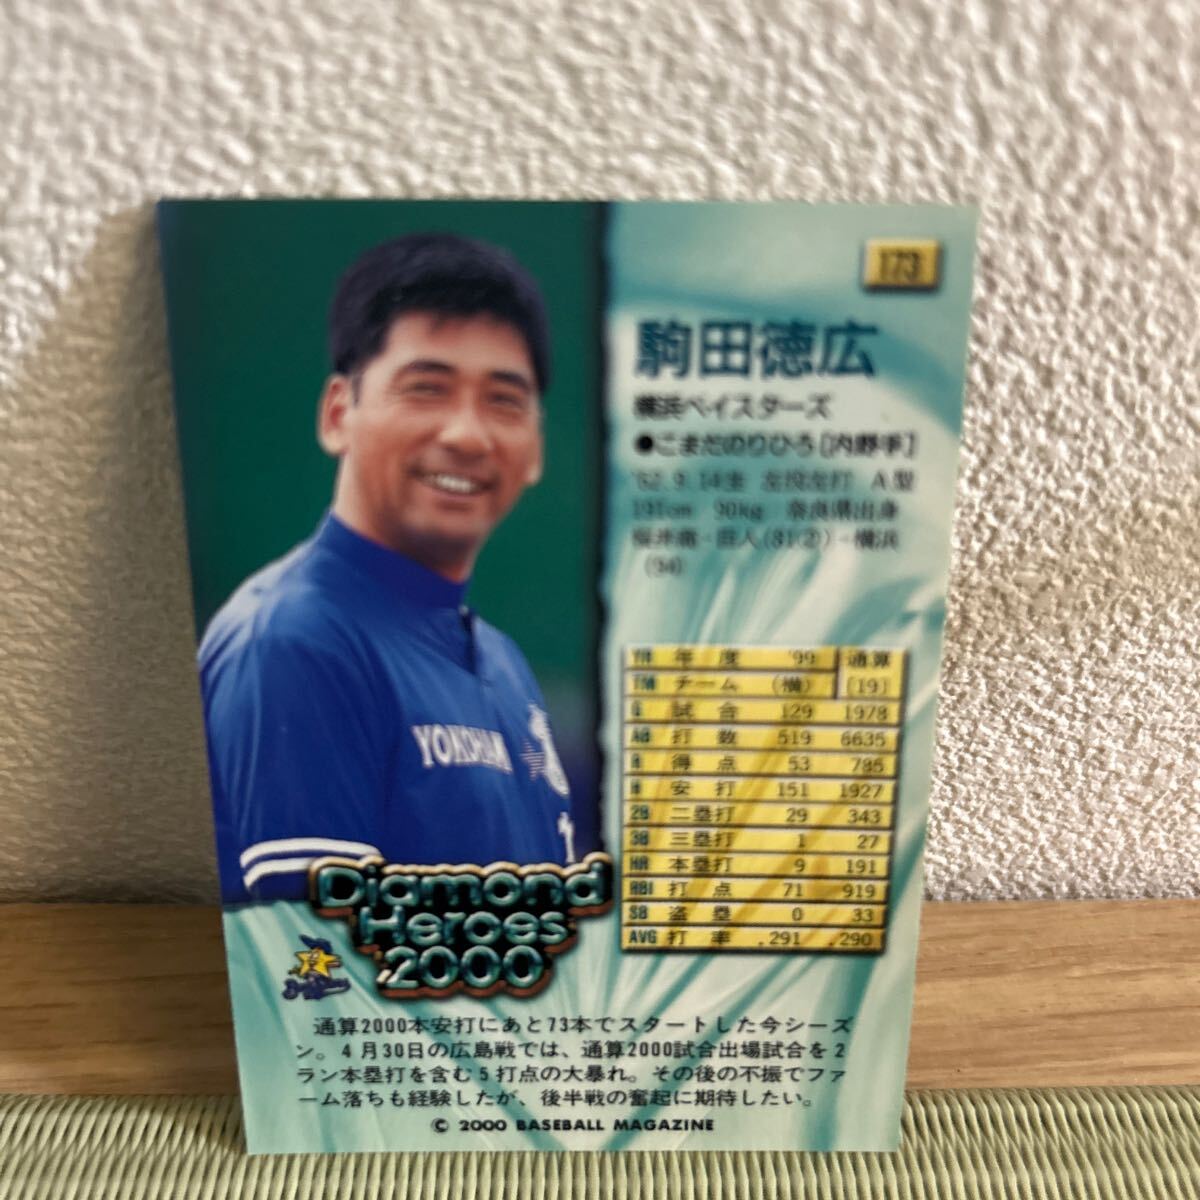 173
駒田徳広
横浜ベイスターズ
●こまだのりひろ[内野手]
'62.9.14生 左投左打 A型
191cm 90kg 奈良県出身
桜井商-巨人(81②)-横浜
(94)
YR 年度 '99 通算
TM チーム (横) (19)
G 試合 129 1978
AB 打数 519 6635
R 得点 53 785
H 安打 151 1927
2B 二塁打 29 343
3B 三塁打 1 27
HR 本塁打 9 191
RBI 打点 71 919
SB 盗塁 0 33
AVG 打率 .291 .290
YOKOHAMA
Diamond
Heroes
2000
BayStars
通算2000本安打にあと73本でスタートした今シーズ
ン。4月30日の広島戦では、通算2000試合出場試合を2
ラン本塁打を含む5打点の大暴れ。その後の不振でファ
ーム落ちも経験したが、後半戦の奮起に期待したい。
© 2000 BASEBALL MAGAZINE